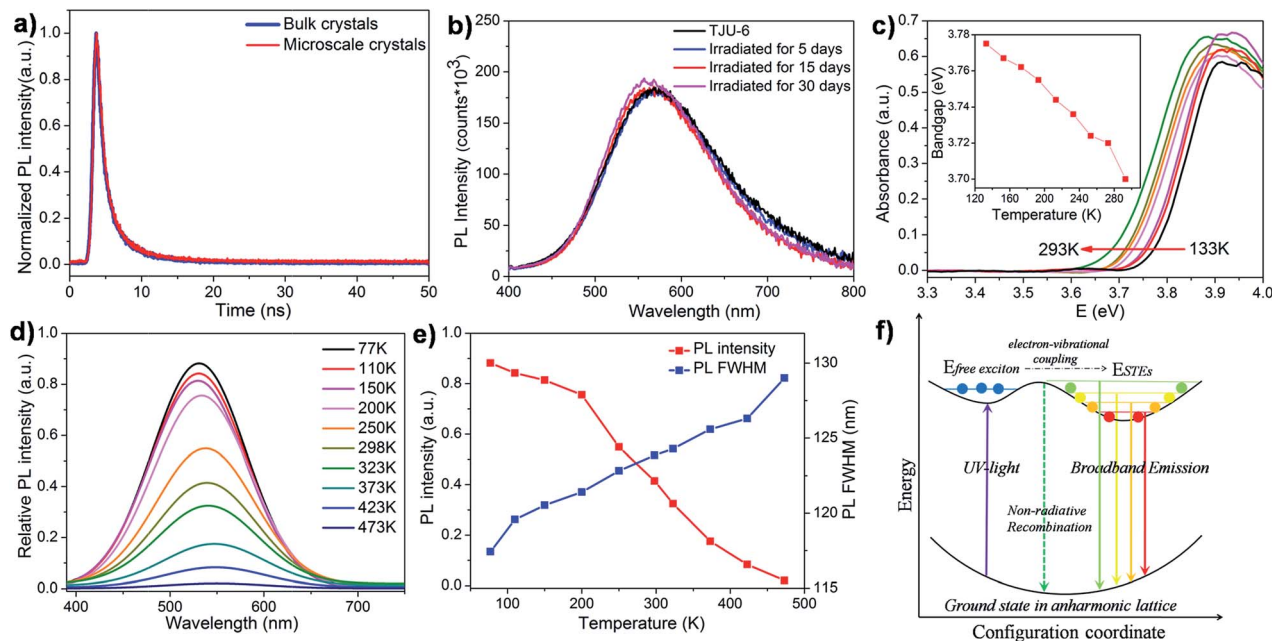 a)
Normalized PL intensity(a.u.)
1.0
0.8
0.6
0.4
0.2
0.0
Bulk crystals
Microscale crystals
0 10 20 30 40 50
Time (ns)
b)
PL Intensity (counts*10³)
250
200
150
100
50
0
TJU-6
Irradiated for 5 days
Irradiated for 15 days
Irradiated for 30 days
400 500 600 700 800
Wavelength (nm)
c)
Absorbance (a.u.)
0.7
0.6
0.5
0.4
0.3
0.2
0.1
0.0
Bandgap (eV)
3.78
3.76
3.74
3.72
3.70
120 160 200 240 280
Temperature (K)
293K 133K
3.3 3.4 3.5 3.6 3.7 3.8 3.9 4.0
E (eV)
d)
Relative PL intensity (a.u.)
1.0
0.8
0.6
0.4
0.2
0.0
77K
110K
150K
200K
250K
298K
323K
373K
423K
473K
400 500 600 700
Wavelength (nm)
e)
PL intensity (a.u.)
1.0
0.8
0.6
0.4
0.2
0.0
PL intensity
PL FWHM
130
125
120
115
PL FWHM (nm)
100 200 300 400 500
Temperature (K)
f)
Energy
electron-vibrational
coupling
Efree exciton
ESTEs
UV-light
Broadband Emission
Non-radiative
Recombination
Ground state in anharmonic lattice
Configuration coordinate